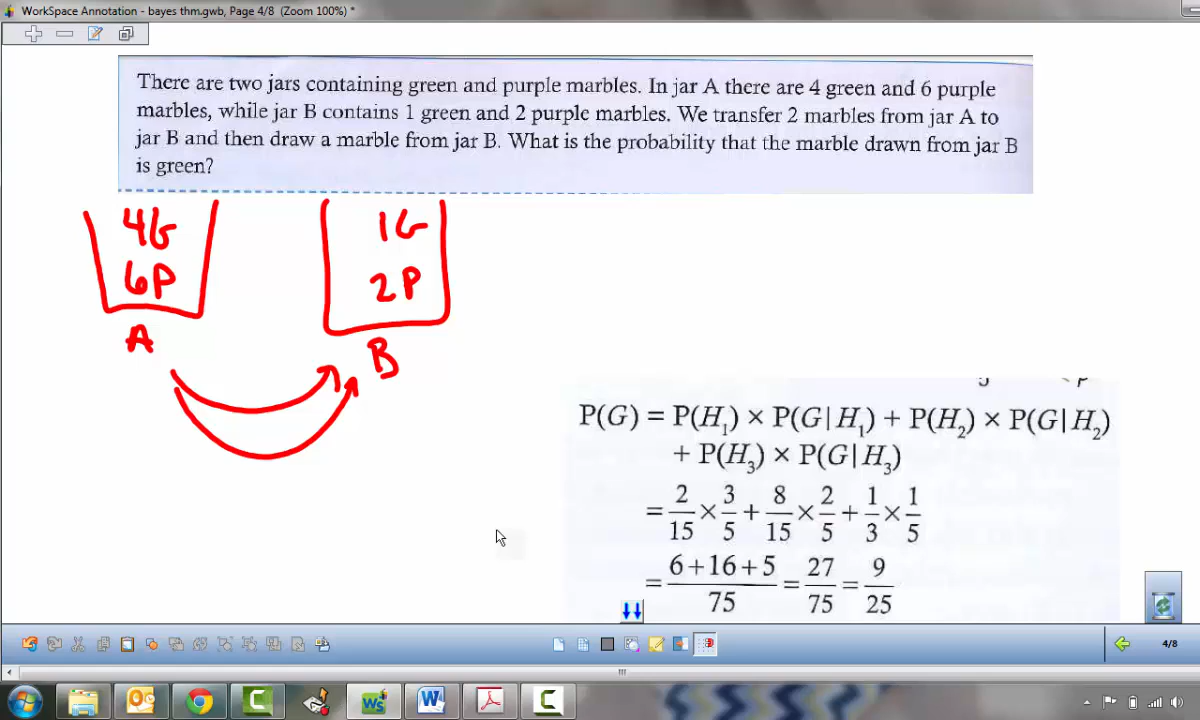 WorkSpace Annotation - bayes thm.gwb, Page 4/8 (Zoom 100%) *
There are two jars containing green and purple marbles. In jar A there are 4 green and 6 purple
marbles, while jar B contains 1 green and 2 purple marbles. We transfer 2 marbles from jar A to
jar B and then draw a marble from jar B. What is the probability that the marble drawn from jar B
is green?
4G
6P
A
1G
2P
B
P(G) = P(H₁) × P(G|H₁) + P(H₂) × P(G|H₂)
+ P(H₃) × P(G|H₃)
= 2/15 × 3/5 + 8/15 × 2/5 + 1/3 × 1/5
= 6+16+5/75 = 27/75 = 9/25
4/8